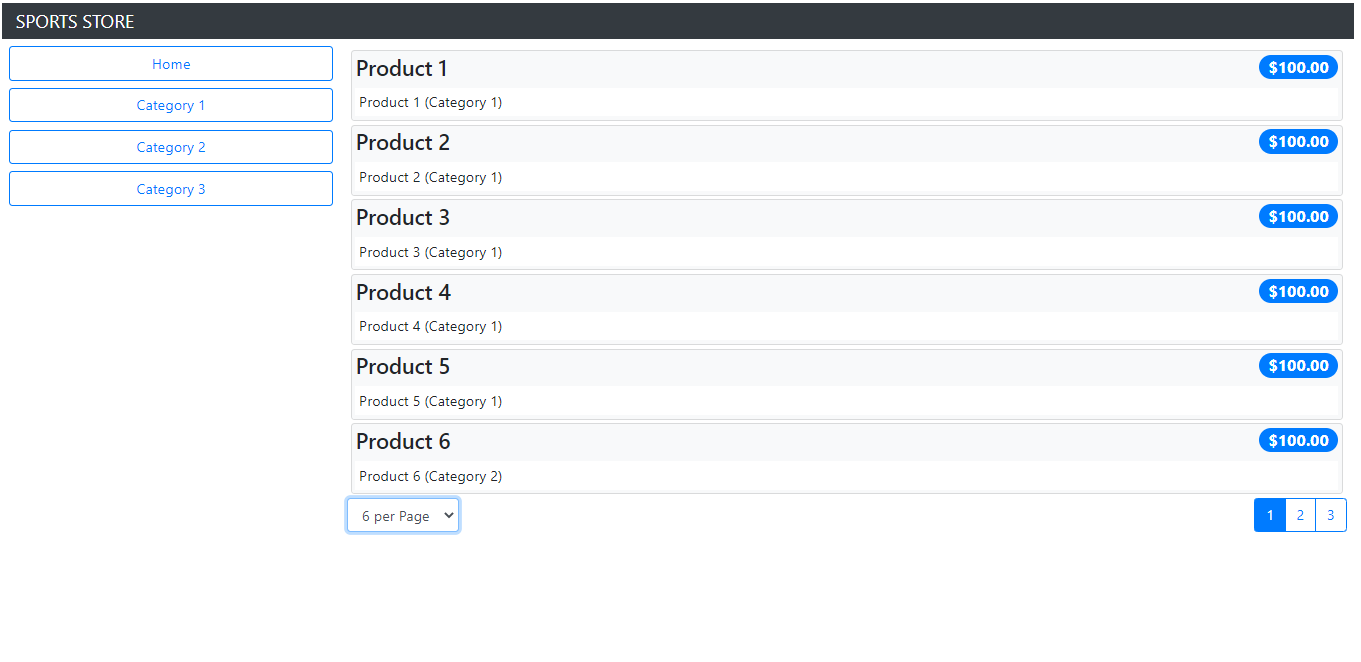 SPORTS STORE
Home
Category 1
Category 2
Category 3
Product 1 $100.00
Product 1 (Category 1)
Product 2 $100.00
Product 2 (Category 1)
Product 3 $100.00
Product 3 (Category 1)
Product 4 $100.00
Product 4 (Category 1)
Product 5 $100.00
Product 5 (Category 1)
Product 6 $100.00
Product 6 (Category 2)
6 per Page 1 2 3